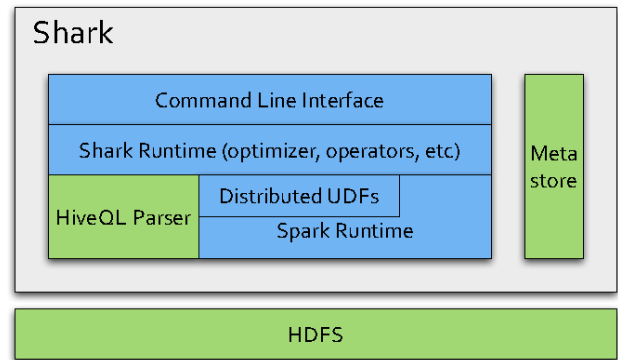 Shark
Command Line Interface
Shark Runtime (optimizer, operators, etc)
Meta
store
HiveQL Parser
Distributed UDFs
Spark Runtime
HDFS